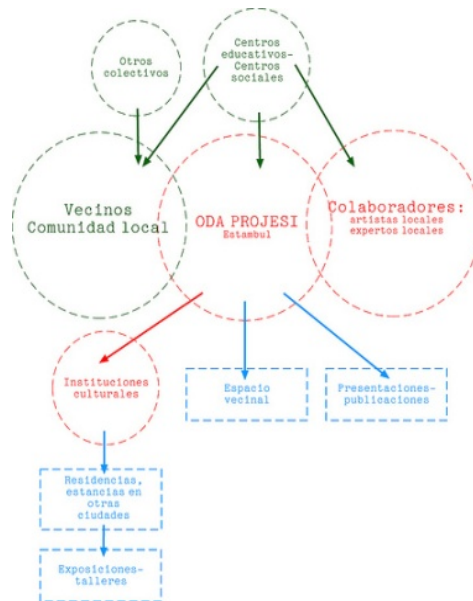 Otros
colectivos
Centros
educativos-
Centros
sociales
Vecinos
Comunidad local
ODA PROJESI
Estambul
Colaboradores:
artistas locales
expertos locales
Instituciones
culturales
Espacio
vecinal
Presentaciones-
publicaciones
Residencias,
estancias en
otras
ciudades
Exposiciones-
talleres